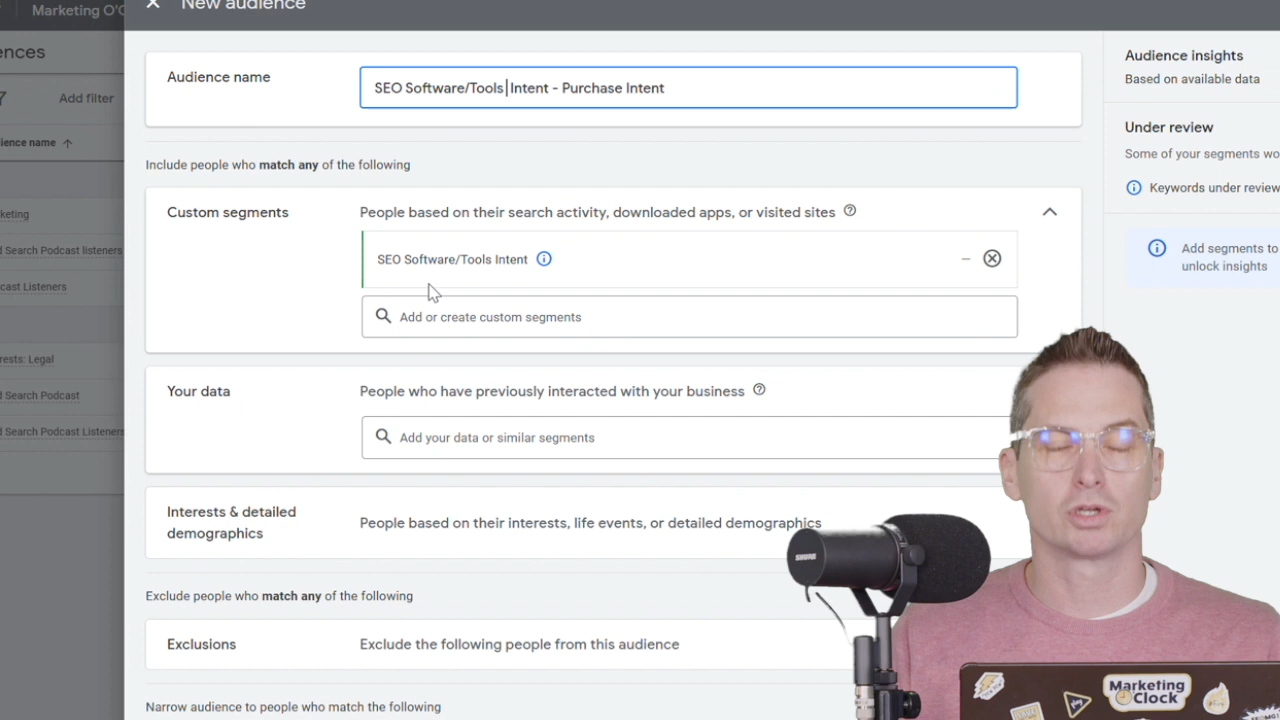 Marketing O'C
New audience
ences
Add filter
ience name
keting
d Search Podcast listeners
cast Listeners
rests: Legal
d Search Podcast
d Search Podcast Listeners
Audience name
SEO Software/Tools Intent - Purchase Intent
Include people who match any of the following
Custom segments
People based on their search activity, downloaded apps, or visited sites
SEO Software/Tools Intent
Add or create custom segments
Your data
People who have previously interacted with your business
Add your data or similar segments
Interests & detailed
demographics
People based on their interests, life events, or detailed demographics
Exclude people who match any of the following
Exclusions
Exclude the following people from this audience
Narrow audience to people who match the following
Audience insights
Based on available data
Under review
Some of your segments wo
Keywords under review
Add segments to
unlock insights
SHURE
Marketing
Clock